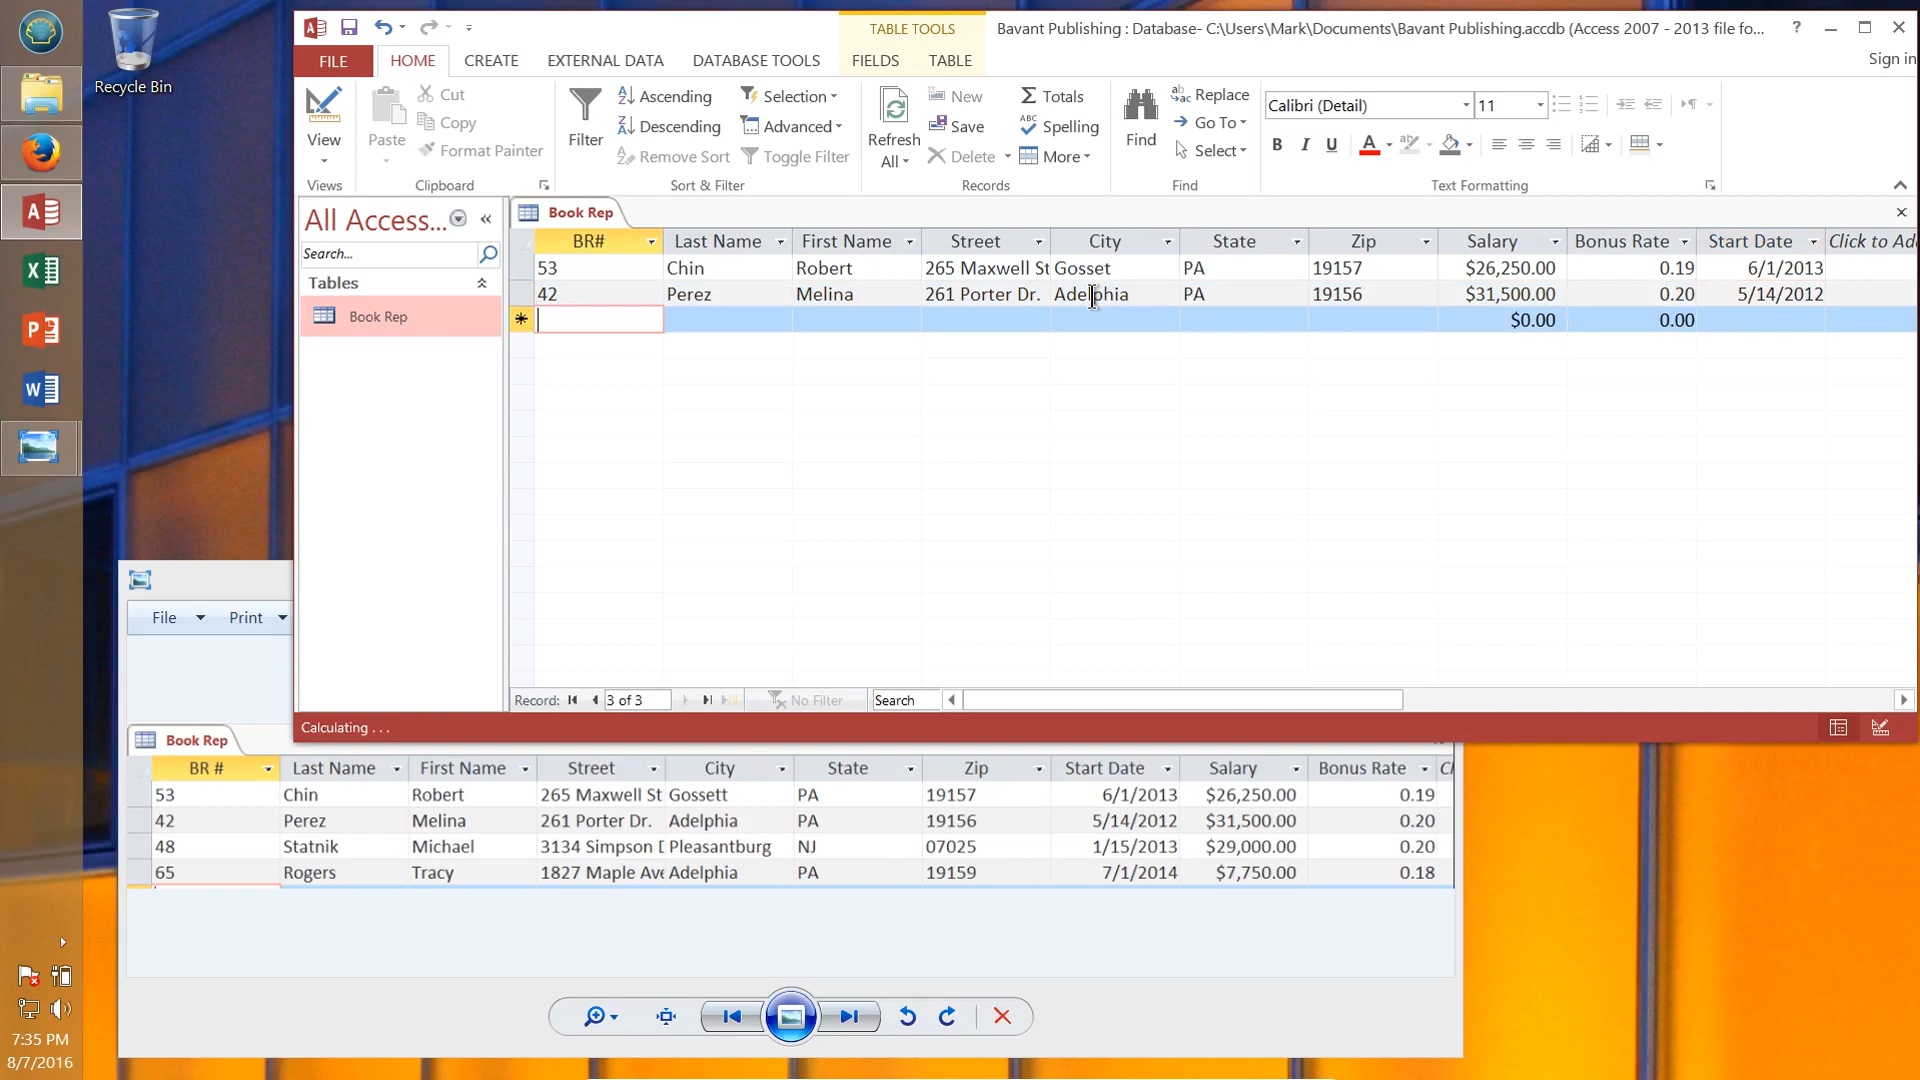 Recycle Bin
TABLE TOOLS
Bavant Publishing : Database- C:\Users\Mark\Documents\Bavant Publishing.accdb (Access 2007 - 2013 file fo...
?
FILE HOME CREATE EXTERNAL DATA DATABASE TOOLS FIELDS TABLE Sign in
View
Views
Paste
Cut
Copy
Format Painter
Clipboard
Filter
Ascending
Descending
Remove Sort
Selection
Advanced
Toggle Filter
Sort & Filter
Refresh
All
New
Save
Delete
Totals
Spelling
More
Records
Find
Replace
Go To
Select
Find
Calibri (Detail) 11
B I U A
Text Formatting
All Access... «
Search...
Tables
Book Rep
Book Rep
BR# Last Name First Name Street City State Zip Salary Bonus Rate Start Date Click to Ad
53 Chin Robert 265 Maxwell St Gosset PA 19157 $26,250.00 0.19 6/1/2013
42 Perez Melina 261 Porter Dr. Adelphia PA 19156 $31,500.00 0.20 5/14/2012
$0.00 0.00
Record: 3 of 3 No Filter Search
Calculating . . .
File Print
Book Rep
BR # Last Name First Name Street City State Zip Start Date Salary Bonus Rate
53 Chin Robert 265 Maxwell St Gossett PA 19157 6/1/2013 $26,250.00 0.19
42 Perez Melina 261 Porter Dr. Adelphia PA 19156 5/14/2012 $31,500.00 0.20
48 Statnik Michael 3134 Simpson Pleasantburg NJ 07025 1/15/2013 $29,000.00 0.20
65 Rogers Tracy 1827 Maple Ave Adelphia PA 19159 7/1/2014 $7,750.00 0.18
7:35 PM
8/7/2016